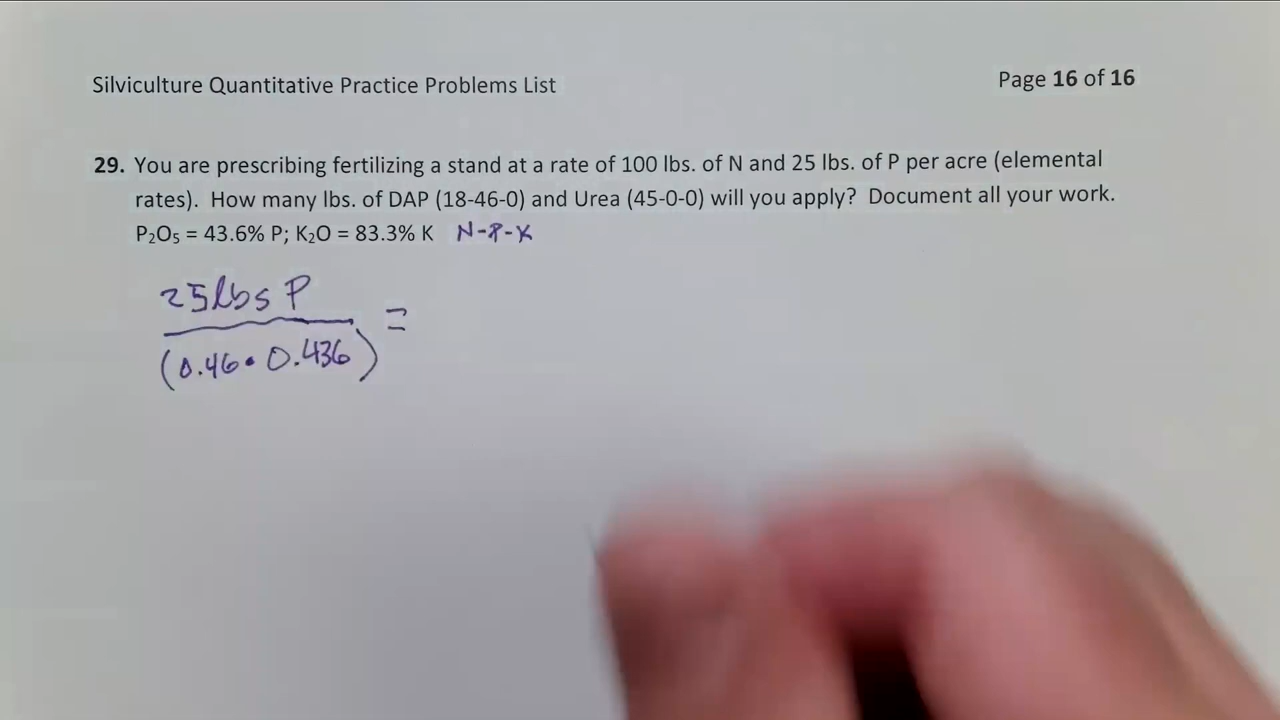 Silviculture Quantitative Practice Problems List
Page 16 of 16
29. You are prescribing fertilizing a stand at a rate of 100 lbs. of N and 25 lbs. of P per acre (elemental
rates). How many lbs. of DAP (18-46-0) and Urea (45-0-0) will you apply? Document all your work.
P₂O₅ = 43.6% P; K₂O = 83.3% K N-P-K
25lbs P
(0.46 • 0.436) =